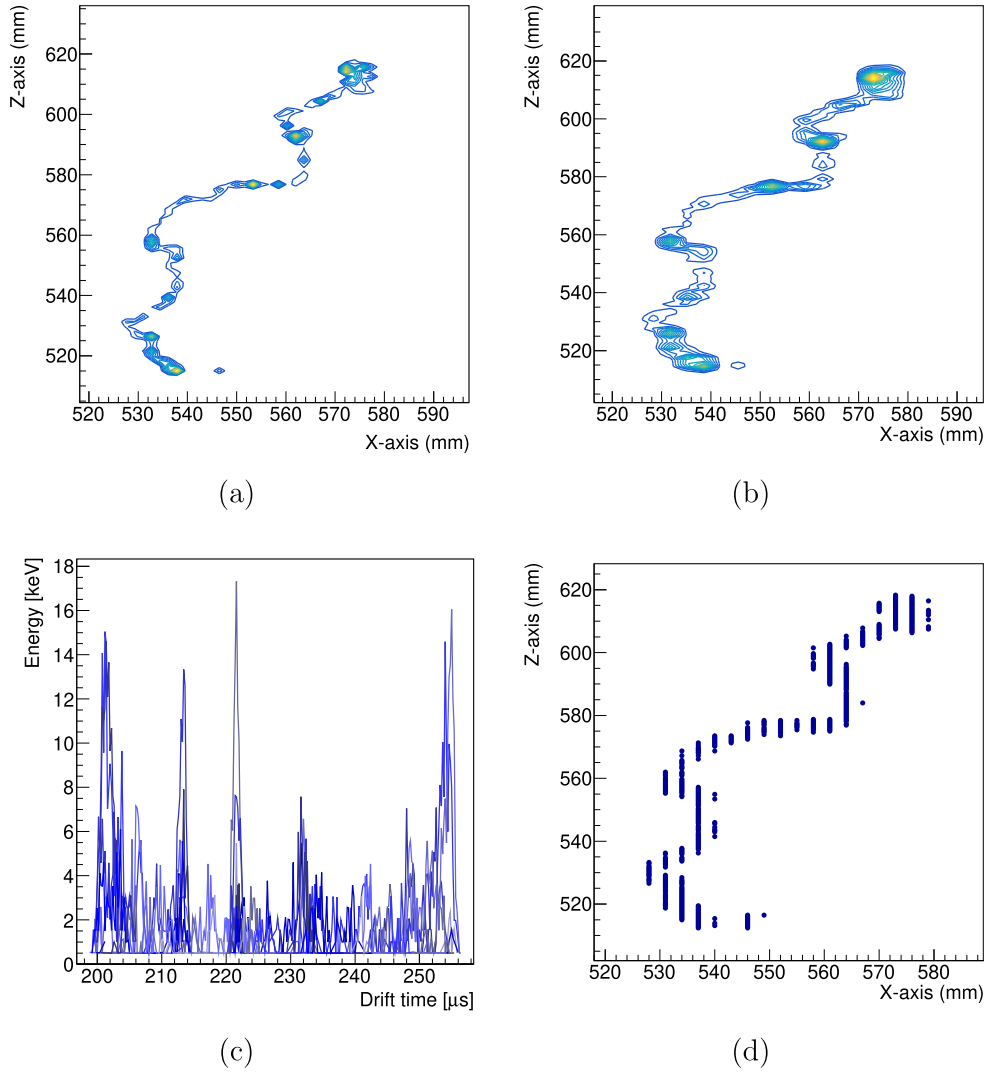 Z-axis (mm)
620
600
580
560
540
520
520 530 540 550 560 570 580 590
X-axis (mm)
(a)
Z-axis (mm)
620
600
580
560
540
520
520 530 540 550 560 570 580 590
X-axis (mm)
(b)
Energy [keV]
18
16
14
12
10
8
6
4
2
0
200 210 220 230 240 250
Drift time [μs]
(c)
Z-axis (mm)
620
600
580
560
540
520
520 530 540 550 560 570 580
X-axis (mm)
(d)